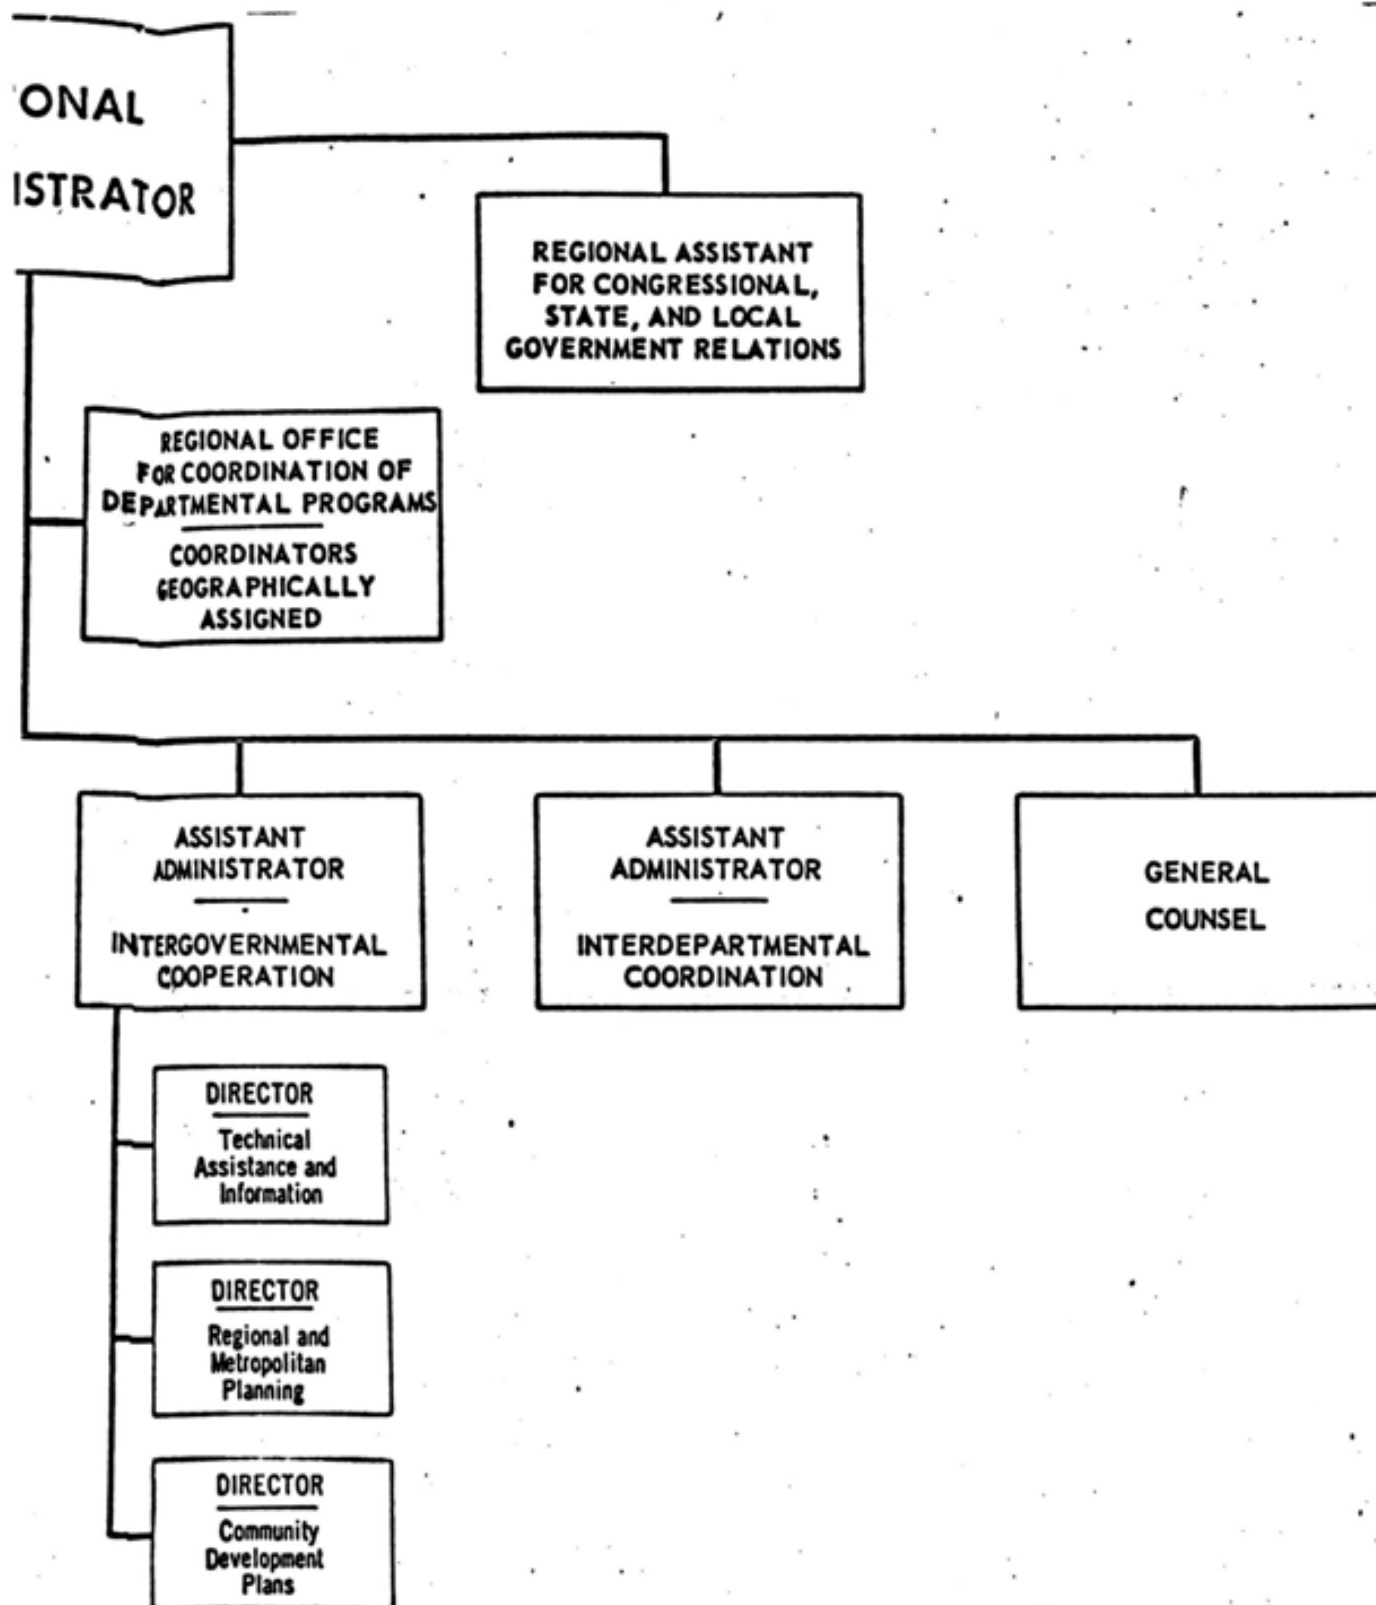 ONAL
ISTRATOR
REGIONAL ASSISTANT
FOR CONGRESSIONAL,
STATE, AND LOCAL
GOVERNMENT RELATIONS
REGIONAL OFFICE
FOR COORDINATION OF
DEPARTMENTAL PROGRAMS
COORDINATORS
GEOGRAPHICALLY
ASSIGNED
ASSISTANT
ADMINISTRATOR
INTERGOVERNMENTAL
COOPERATION
ASSISTANT
ADMINISTRATOR
INTERDEPARTMENTAL
COORDINATION
GENERAL
COUNSEL
DIRECTOR
Technical
Assistance and
Information
DIRECTOR
Regional and
Metropolitan
Planning
DIRECTOR
Community
Development
Plans